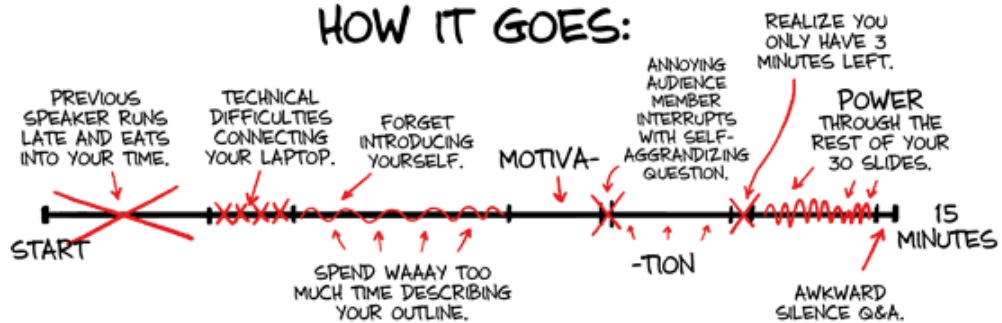 HOW IT GOES:
PREVIOUS
SPEAKER RUNS
LATE AND EATS
INTO YOUR TIME.
TECHNICAL
DIFFICULTIES
CONNECTING
YOUR LAPTOP.
FORGET
INTRODUCING
YOURSELF.
SPEND WAAAY TOO
MUCH TIME DESCRIBING
YOUR OUTLINE.
MOTIVA-
ANNOYING
AUDIENCE
MEMBER
INTERRUPTS
WITH SELF-
AGGRANDIZING
QUESTION.
-TION
REALIZE YOU
ONLY HAVE 3
MINUTES LEFT.
POWER
THROUGH THE
REST OF YOUR
30 SLIDES.
AWKWARD
SILENCE Q&A.
START
15
MINUTES